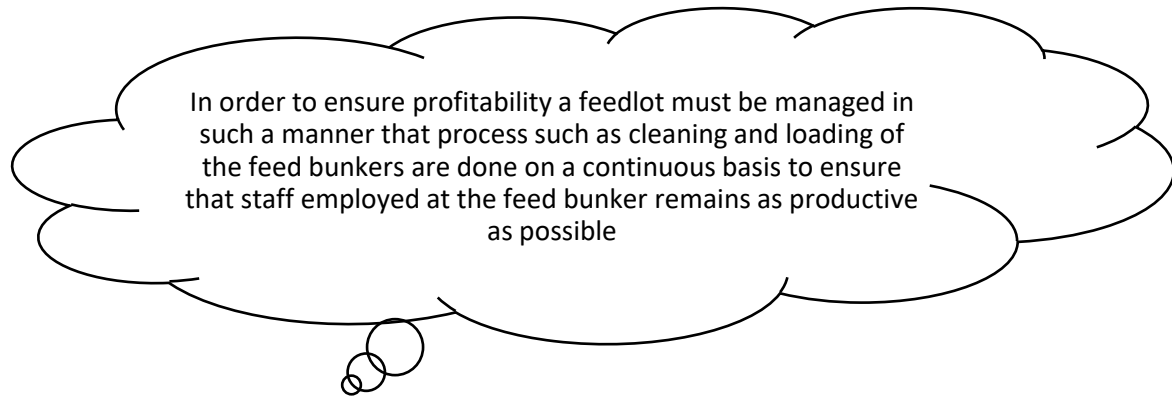 In order to ensure profitability a feedlot must be managed in
such a manner that process such as cleaning and loading of
the feed bunkers are done on a continuous basis to ensure
that staff employed at the feed bunker remains as productive
as possible